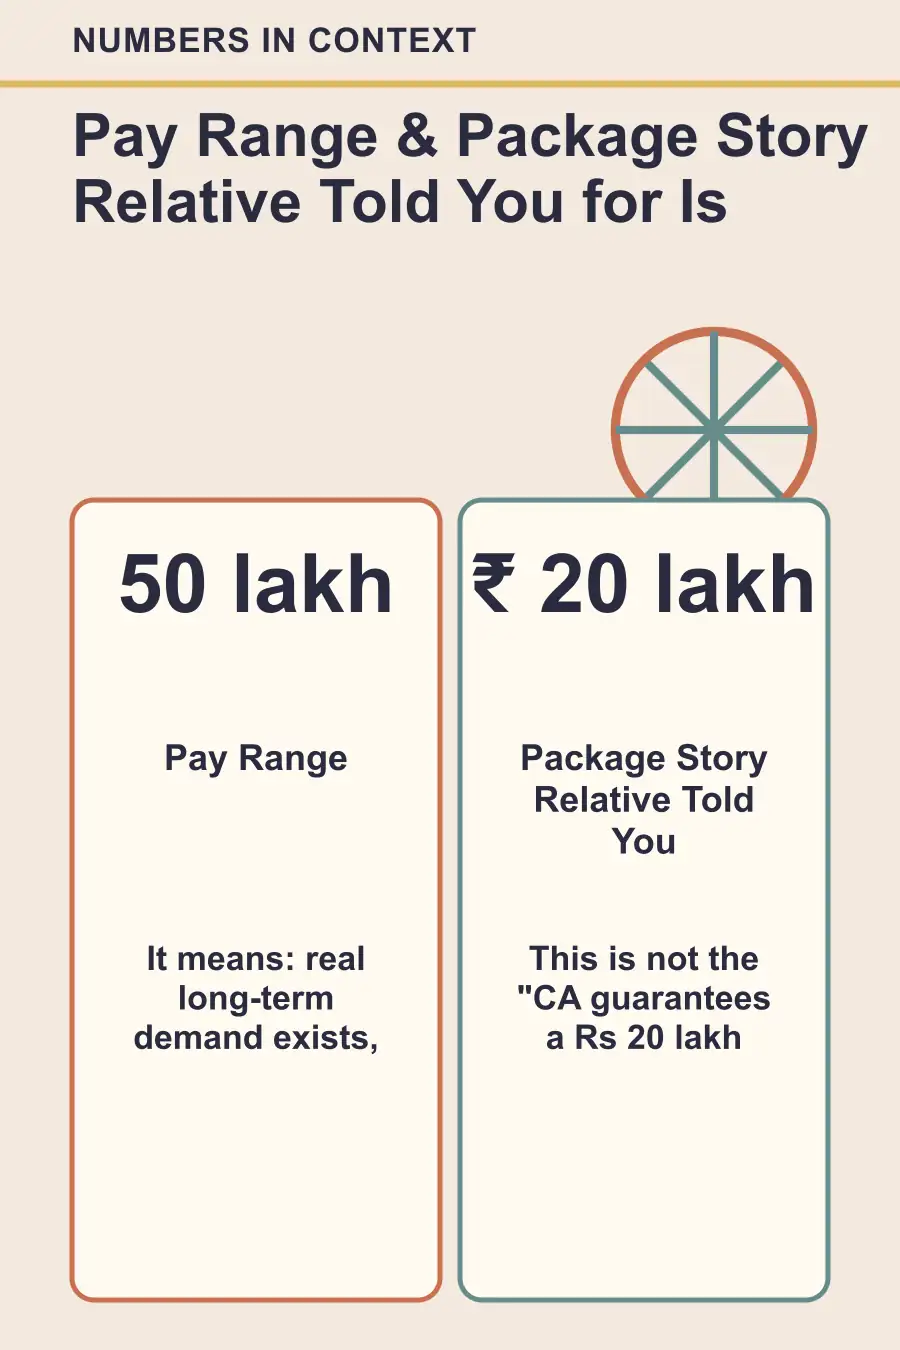 NUMBERS IN CONTEXT
Pay Range & Package Story
Relative Told You for Is
50 lakh
Pay Range
It means: real
long-term
demand exists,
₹ 20 lakh
Package Story
Relative Told
You
This is not the
"CA guarantees
a Rs 20 lakh